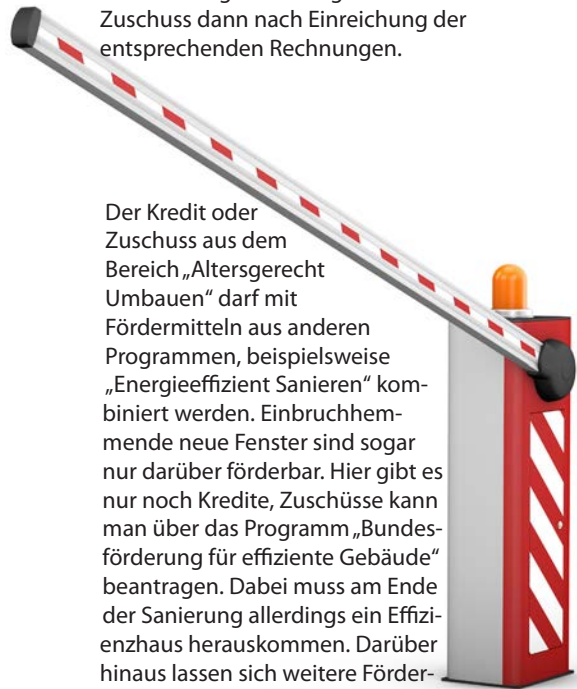 Zuschuss dann nach Einreichung der
entsprechenden Rechnungen.
Der Kredit oder
Zuschuss aus dem
Bereich „Altersgerecht
Umbauen“ darf mit
Fördermitteln aus anderen
Programmen, beispielsweise
„Energieeffizient Sanieren“ kom-
biniert werden. Einbruchhem-
mende neue Fenster sind sogar
nur darüber förderbar. Hier gibt es
nur noch Kredite, Zuschüsse kann
man über das Programm „Bundes-
förderung für effiziente Gebäude“
beantragen. Dabei muss am Ende
der Sanierung allerdings ein Effizi-
enzhaus herauskommen. Darüber
hinaus lassen sich weitere Förder-